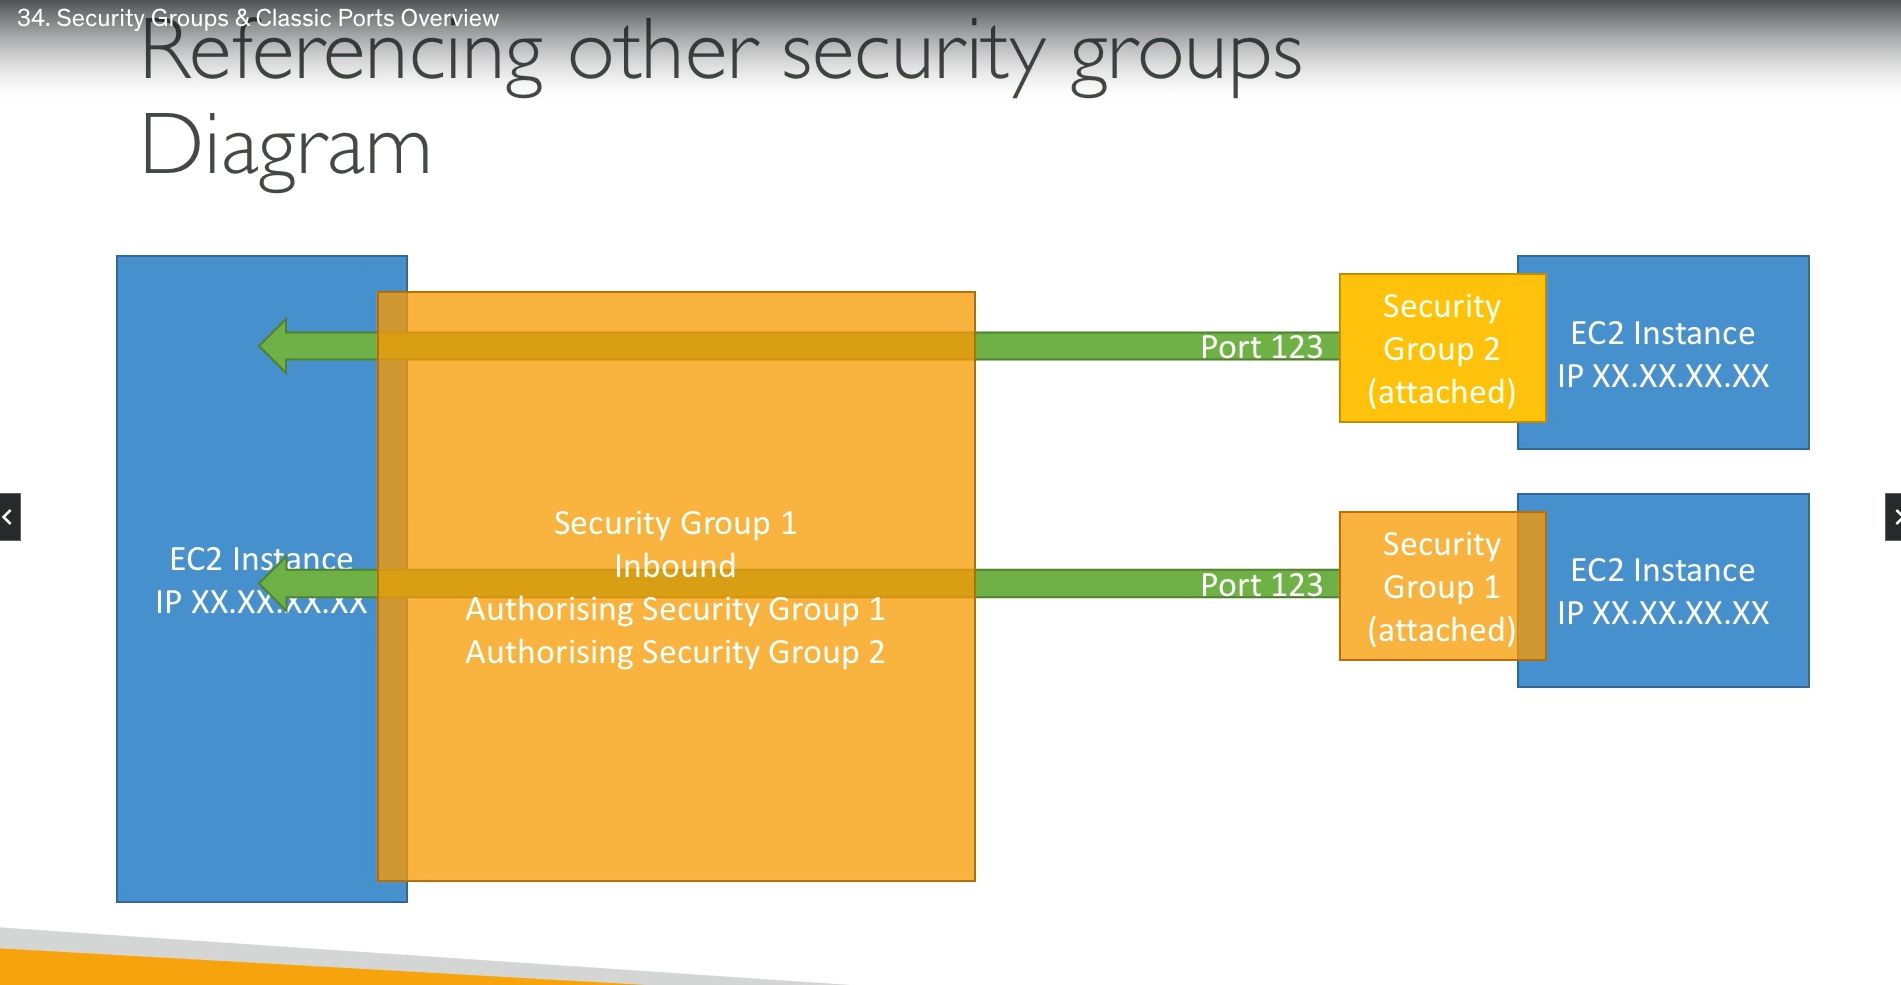 34. Security Groups & Classic Ports Overview
Referencing other security groups
Diagram
EC2 Instance
IP XX.XX.XX.XX
Security Group 1
Inbound
Authorising Security Group 1
Authorising Security Group 2
Port 123
Security
Group 2
(attached)
EC2 Instance
IP XX.XX.XX.XX
Port 123
Security
Group 1
(attached)
EC2 Instance
IP XX.XX.XX.XX